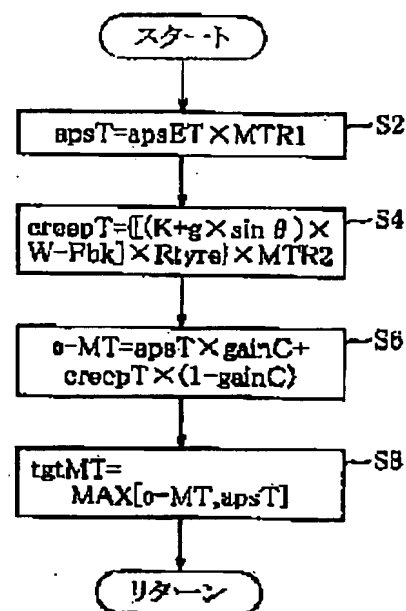 スタート
apsT=apsET×MTR1
S2
creepT={[(K+g×sin θ)×
W-Fbk]×Rtyre}×MTR2
S4
o-MT=apsT×gainC+
creepT×(1-gainC)
S6
tgtMT=
MAX[o-MT,apsT]
S8
リターン